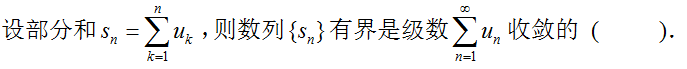 设部分和 $s_n = \sum_{k=1}^{n} u_k$ ,则数列{$s_n$}有界是级数 $\sum_{n=1}^{\infty} u_n$ 收敛的 (      ).